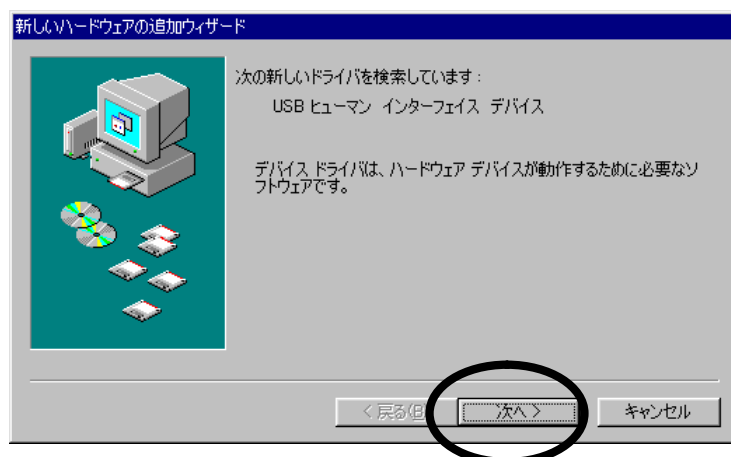 新しいハードウェアの追加ウィザード
次の新しいドライバを検索しています：
USB ヒューマン インターフェイス デバイス
デバイス ドライバは、ハードウェア デバイスが動作するために必要なソ
フトウェアです。
< 戻る(B)
次へ >
キャンセル